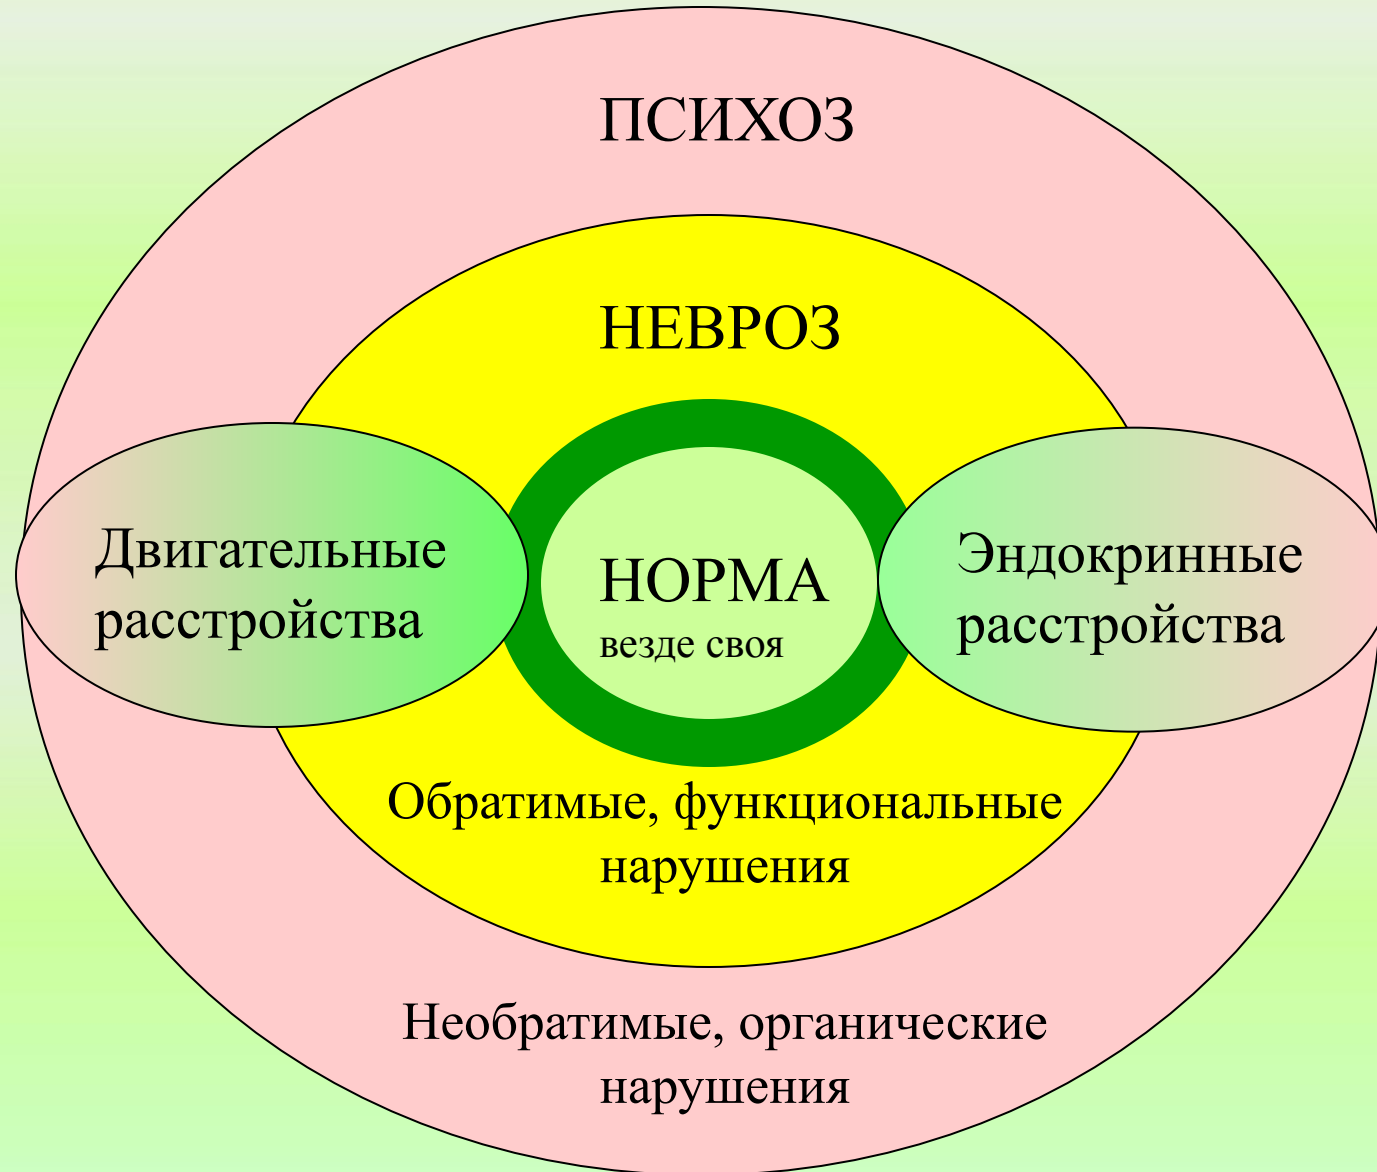 ПСИХОЗ
НЕВРОЗ
Двигательные
расстройства
НОРМА
везде своя
Эндокринные
расстройства
Обратимые, функциональные
нарушения
Необратимые, органические
нарушения